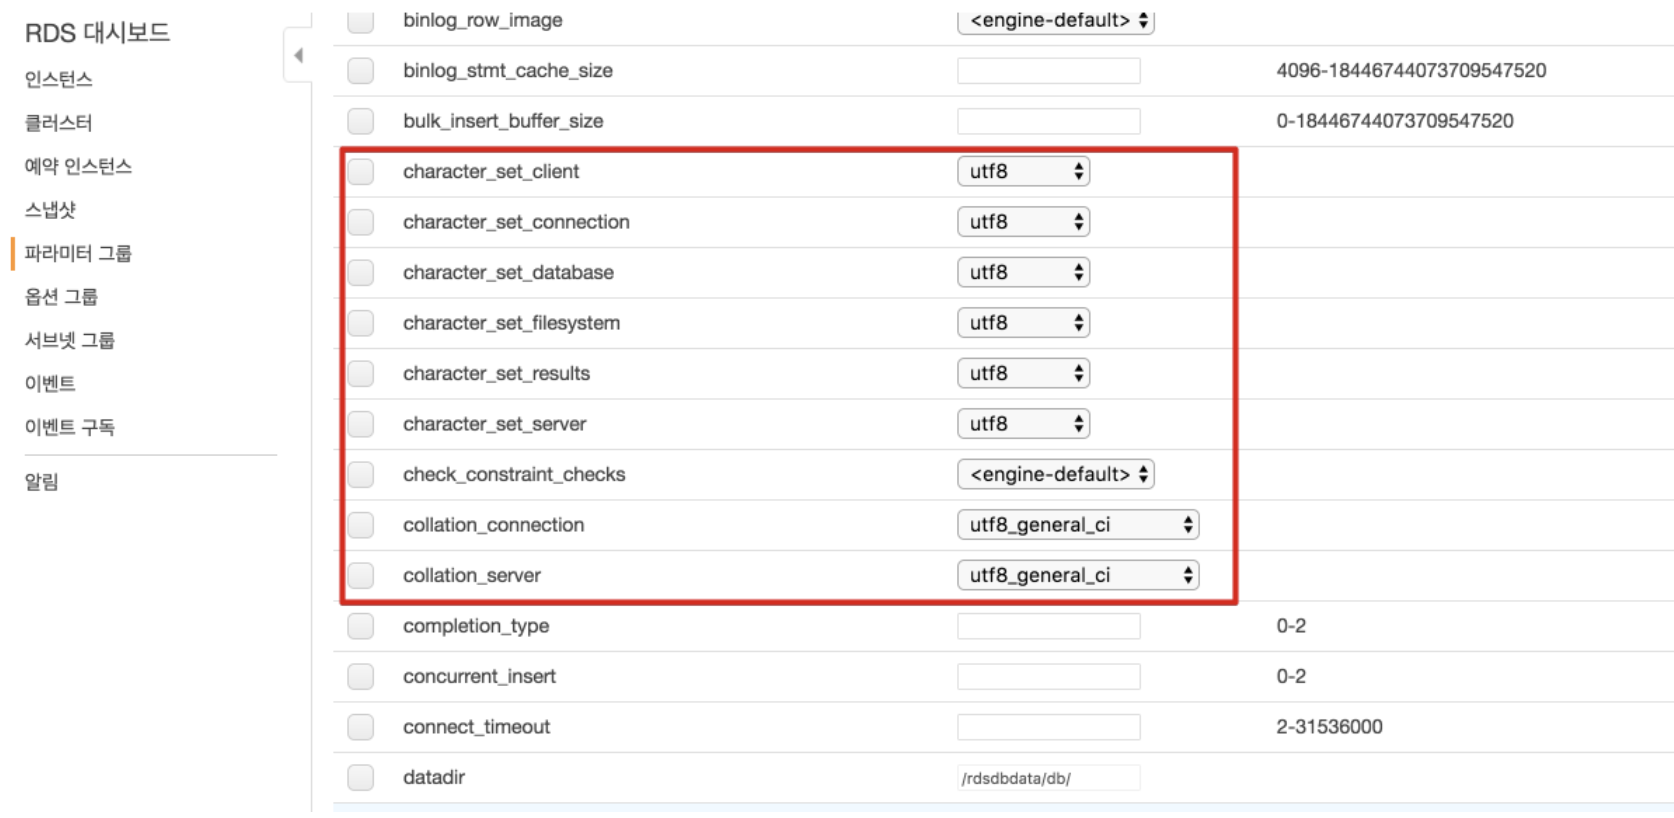 RDS 대시보드
인스턴스
클러스터
예약 인스턴스
스냅샷
파라미터 그룹
옵션 그룹
서브넷 그룹
이벤트
이벤트 구독
알림
binlog_row_image <engine-default>
binlog_stmt_cache_size 4096-18446744073709547520
bulk_insert_buffer_size 0-18446744073709547520
character_set_client utf8
character_set_connection utf8
character_set_database utf8
character_set_filesystem utf8
character_set_results utf8
character_set_server utf8
check_constraint_checks <engine-default>
collation_connection utf8_general_ci
collation_server utf8_general_ci
completion_type 0-2
concurrent_insert 0-2
connect_timeout 2-31536000
datadir /rdsdbdata/db/